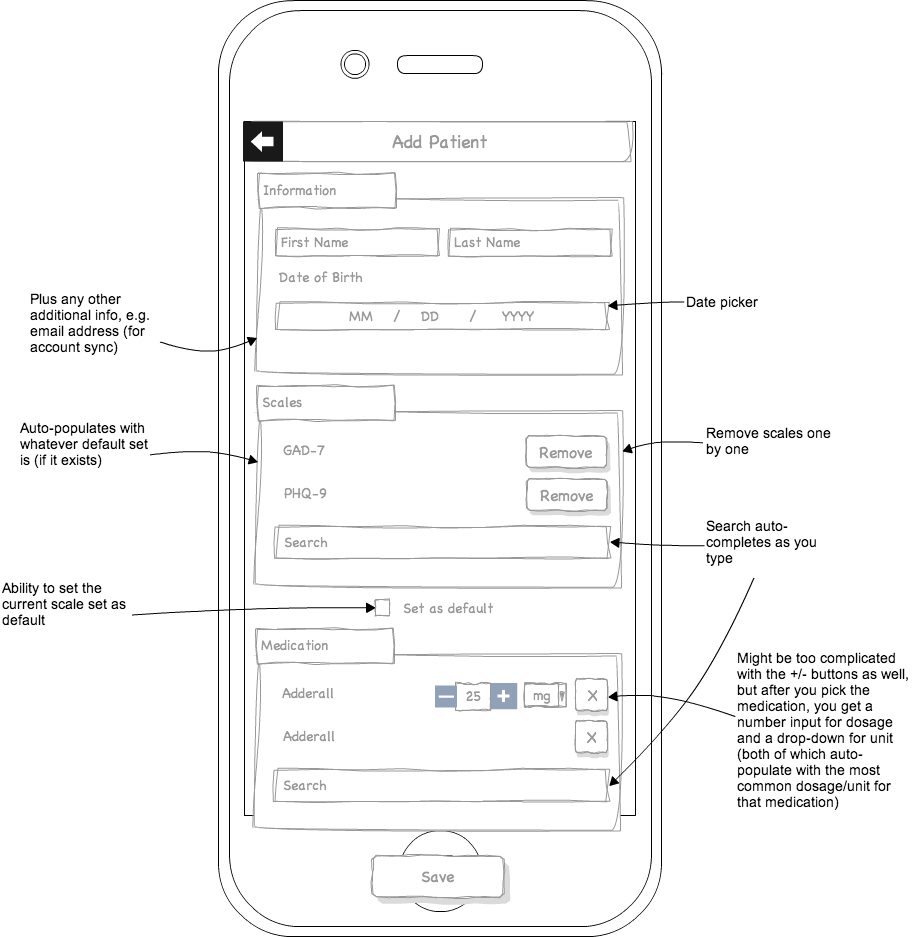 Add Patient
Information
First Name
Last Name
Date of Birth
MM / DD / YYYY
Plus any other
additional info, e.g.
email address (for
account sync)
Date picker
Scales
Auto-populates with
whatever default set
is (if it exists)
GAD-7
Remove
Remove scales one
by one
PHQ-9
Remove
Search
Search auto-
completes as you
type
Ability to set the
current scale set as
default
Set as default
Medication
Adderall
25
mg
X
Adderall
X
Search
Might be too complicated
with the +/- buttons as well,
but after you pick the
medication, you get a
number input for dosage
and a drop-down for unit
(both of which auto-
populate with the most
common dosage/unit for
that medication)
Save